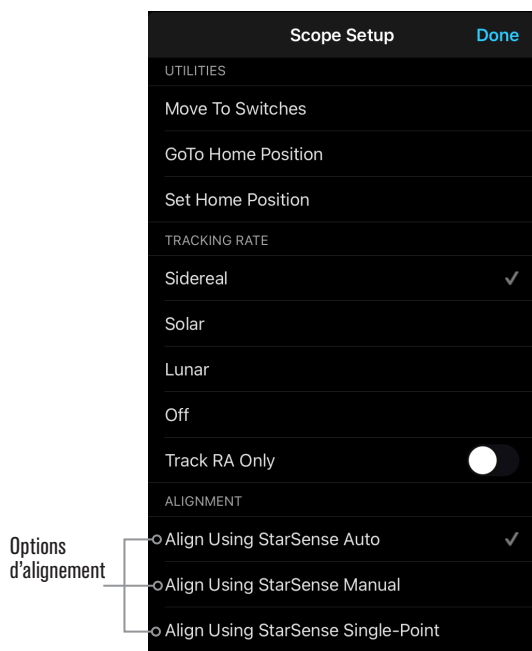 Scope Setup Done
UTILITIES
Move To Switches
GoTo Home Position
Set Home Position
TRACKING RATE
Sidereal
Solar
Lunar
Off
Track RA Only
ALIGNMENT
Align Using StarSense Auto
Align Using StarSense Manual
Align Using StarSense Single-Point
Options
d’alignement